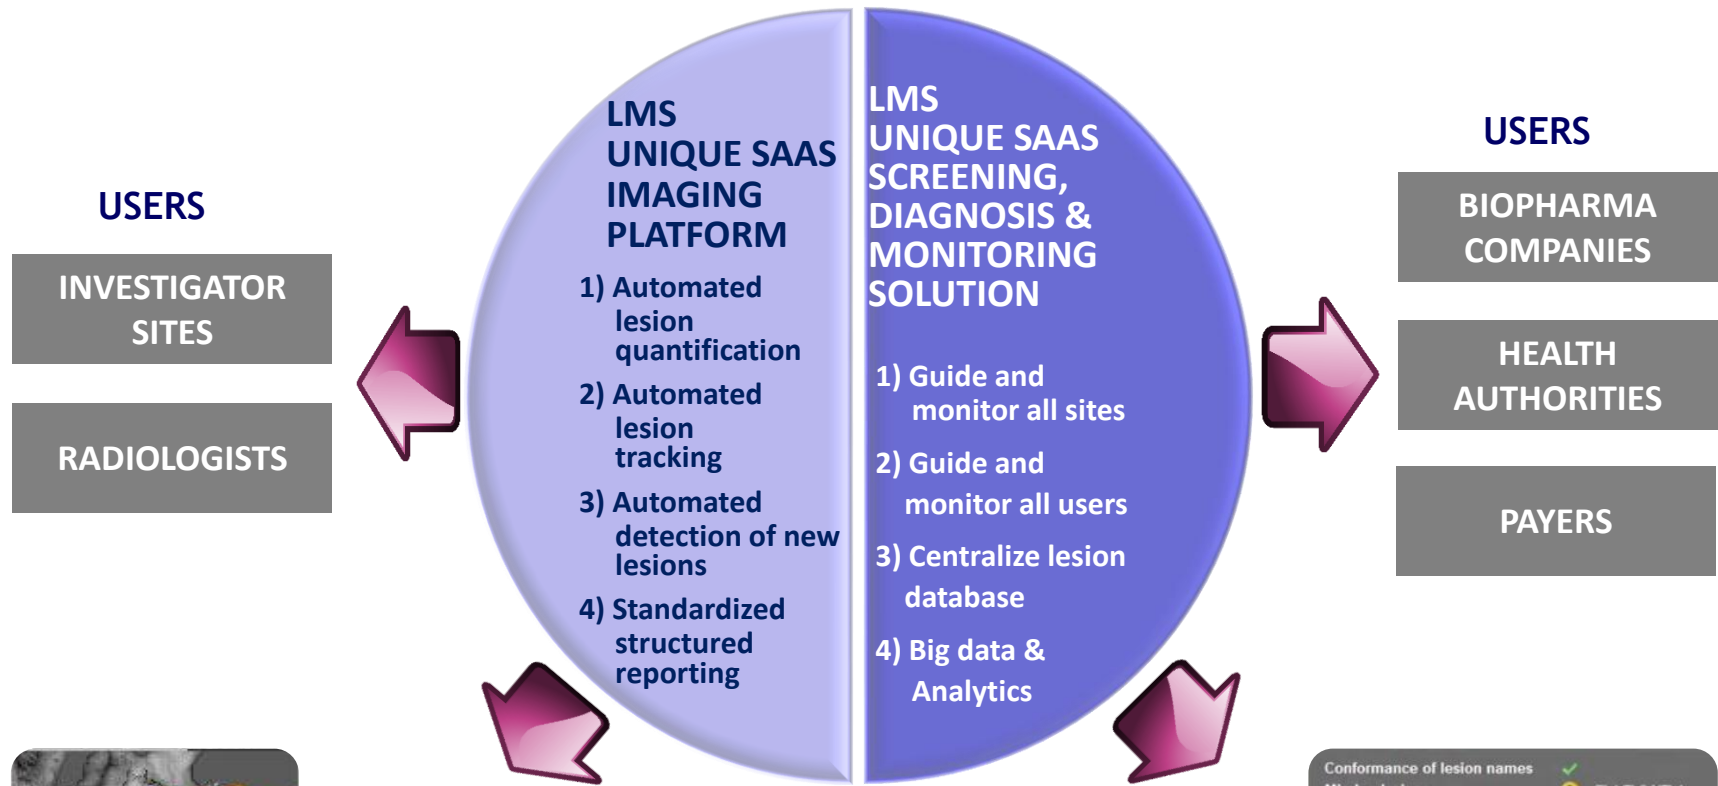 USERS
INVESTIGATOR
SITES
RADIOLOGISTS
LMS
UNIQUE SAAS
IMAGING
PLATFORM
1) Automated
lesion
quantification
2) Automated
lesion
tracking
3) Automated
detection of new
lesions
4) Standardized
structured
reporting
LMS
UNIQUE SAAS
SCREENING,
DIAGNOSIS &
MONITORING
SOLUTION
1) Guide and
monitor all sites
2) Guide and
monitor all users
3) Centralize lesion
database
4) Big data &
Analytics
USERS
BIOPHARMA
COMPANIES
HEALTH
AUTHORITIES
PAYERS
Conformance of lesion names